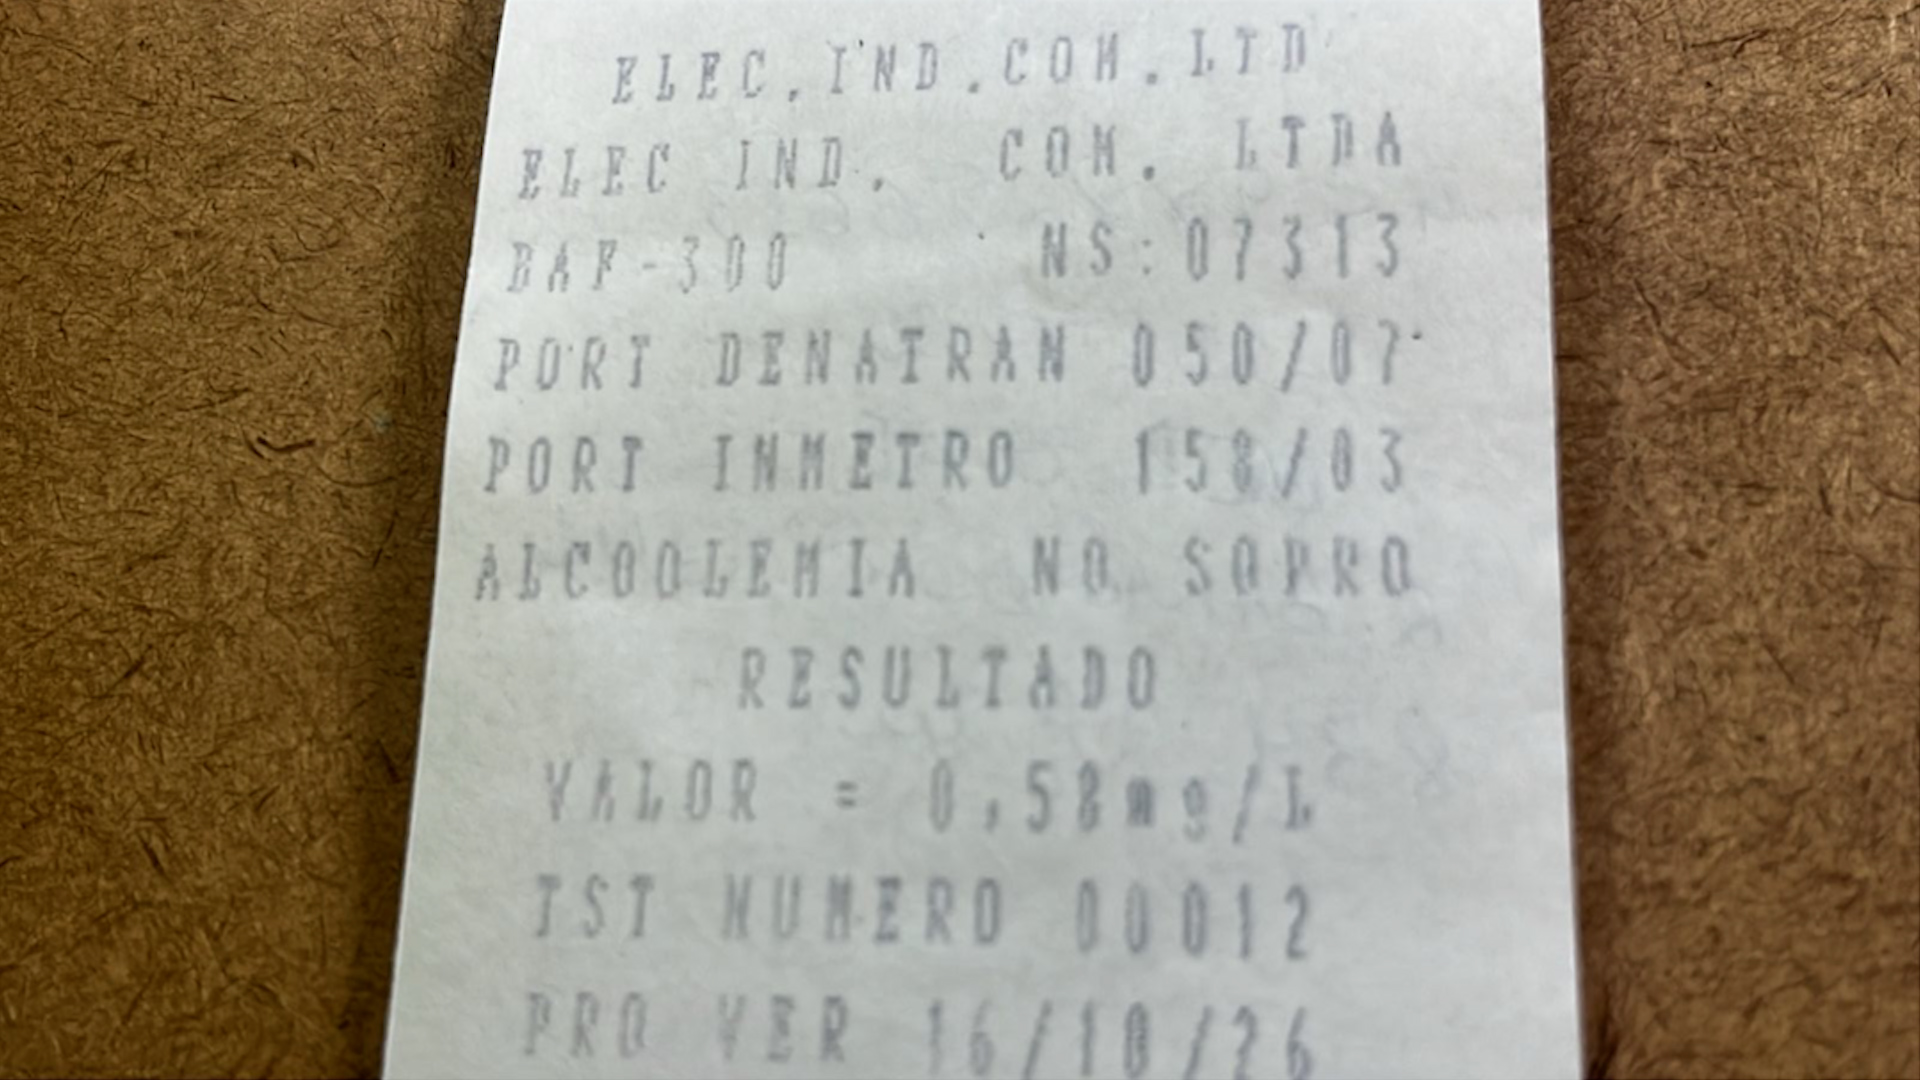 ELEC.IND.COM.LTD
ELEC IND. COM. LTDA
BAF-300 NS:07313
PORT DENATRAN 050/07
PORT INMETRO 158/03
ALCOOLEMIA NO SOPRO
RESULTADO
VALOR = 0,58mg/L
TST NUMERO 00012
PRO VER 16/10/26